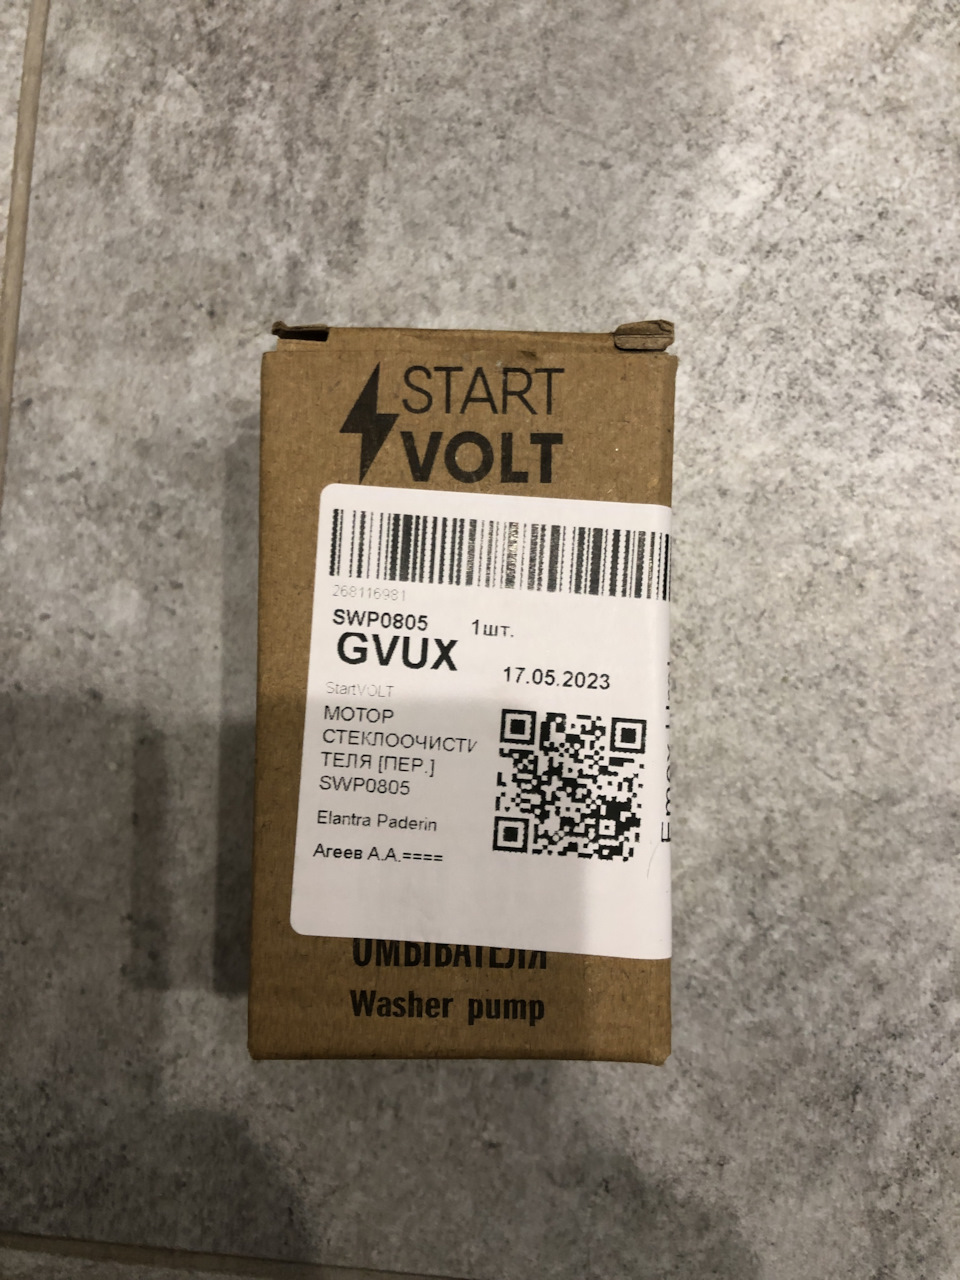 START
VOLT
268116981
SWP0805 1шт.
GVUX
17.05.2023
StartVOLT
МОТОР
СТЕКЛООЧИСТИ
ТЕЛЯ [ПЕР.]
SWP0805
Elantra Paderin
Агеев А.А.====
ОМЫВАТЕЛЯ
Washer pump